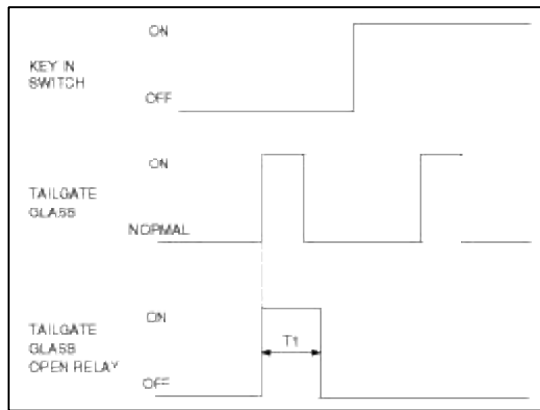 ON
KEY IN
SWITCH
OFF
ON
TAILGATE
GLASS
NORMAL
ON
TAILGATE
GLASS
OPEN RELAY
T1
OFF